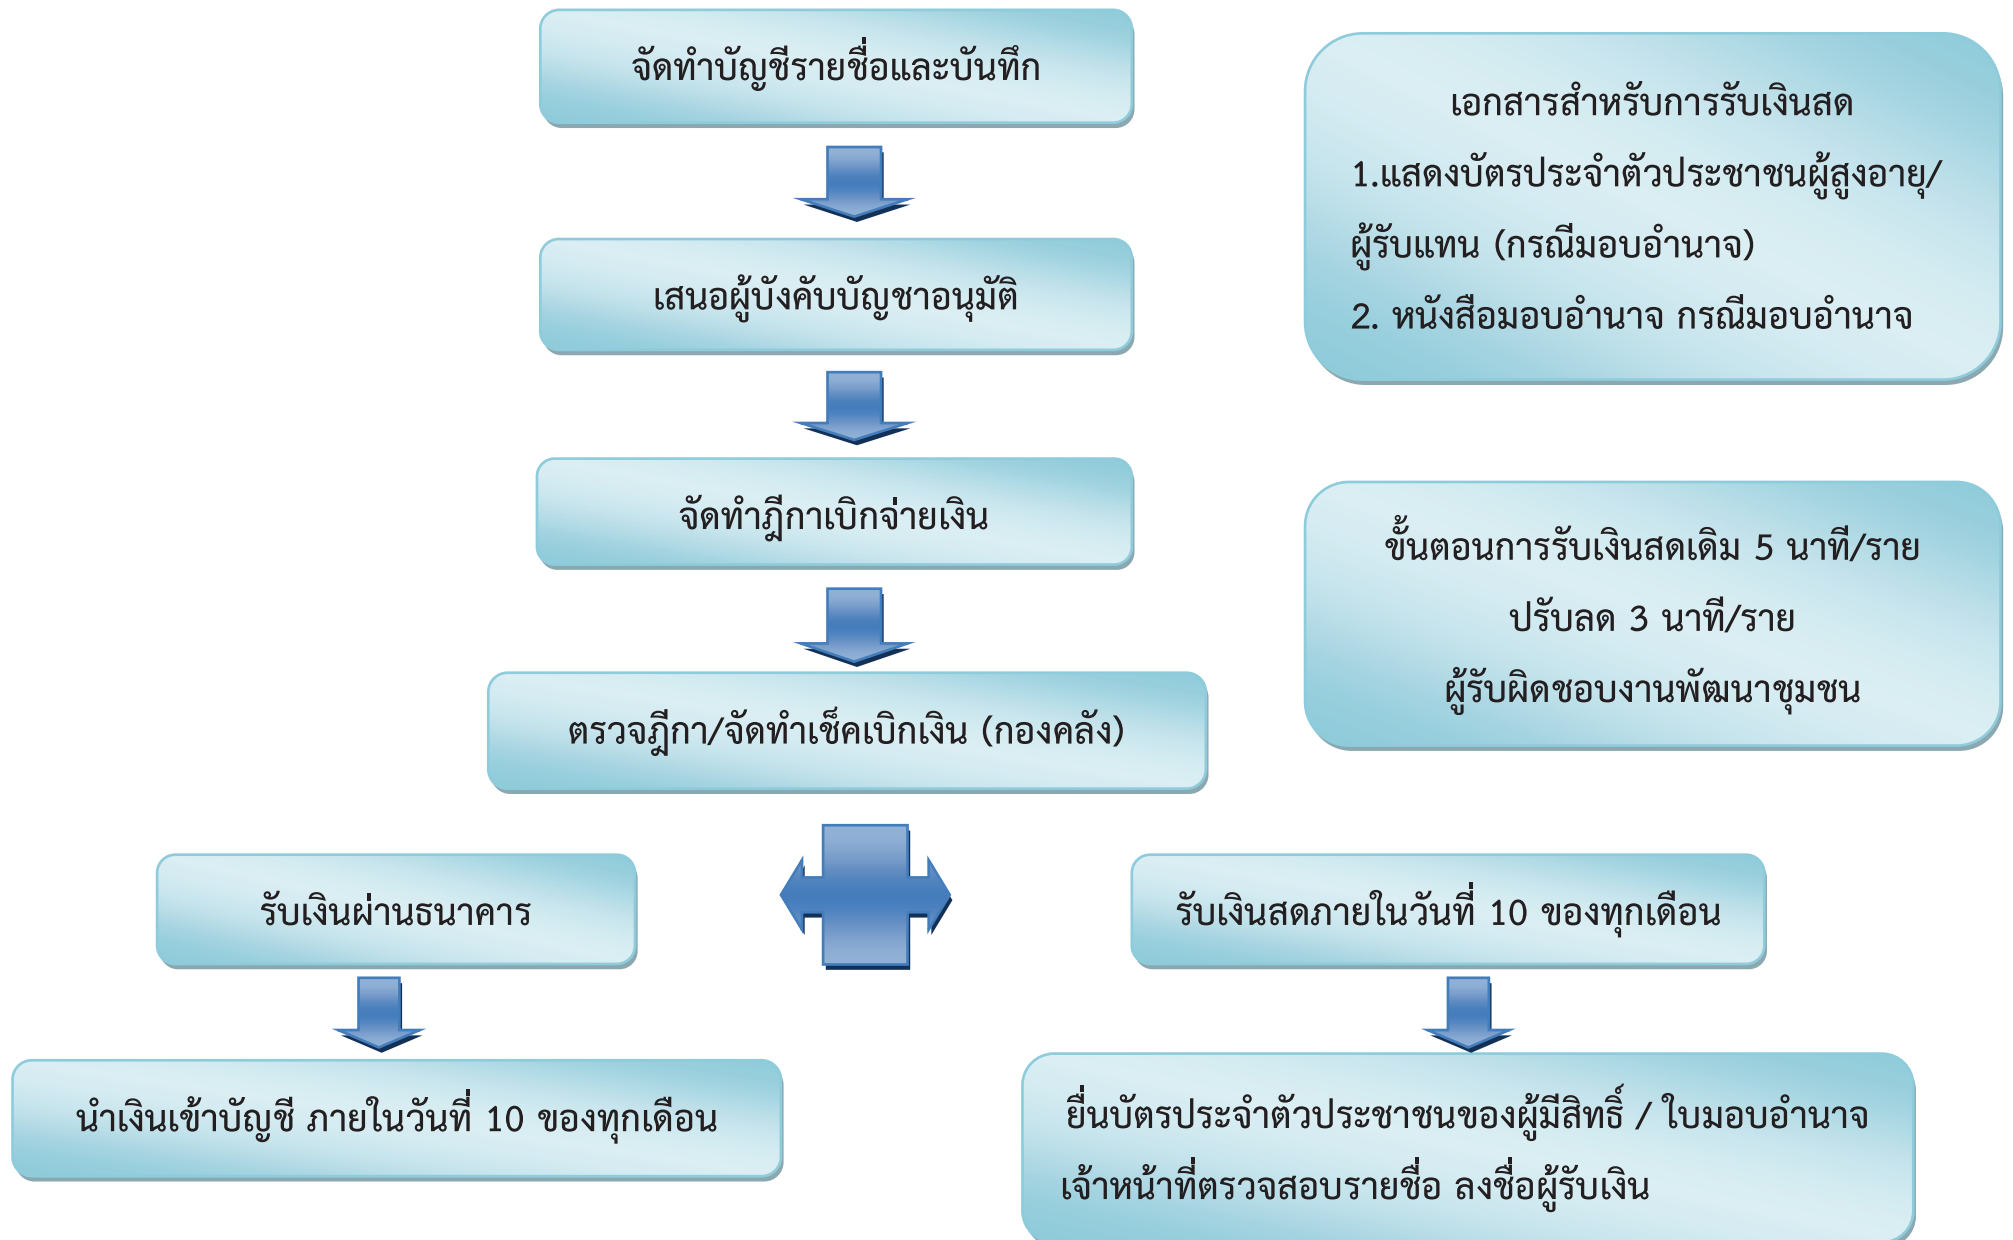 จัดทำบัญชีรายชื่อและบันทึก
เสนอผู้บังคับบัญชาอนุมัติ
จัดทำฎีกาเบิกจ่ายเงิน
ตรวจฎีกา/จัดทำเช็คเบิกเงิน (กองคลัง)
รับเงินผ่านธนาคาร
นำเงินเข้าบัญชี ภายในวันที่ 10 ของทุกเดือน
รับเงินสดภายในวันที่ 10 ของทุกเดือน
ยื่นบัตรประจำตัวประชาชนของผู้มีสิทธิ์ / ใบมอบอำนาจ
เจ้าหน้าที่ตรวจสอบรายชื่อ ลงชื่อผู้รับเงิน
เอกสารสำหรับการรับเงินสด
1.แสดงบัตรประจำตัวประชาชนผู้สูงอายุ/
ผู้รับแทน (กรณีมอบอำนาจ)
2. หนังสือมอบอำนาจ กรณีมอบอำนาจ
ขั้นตอนการรับเงินสดเดิม 5 นาที/ราย
ปรับลด 3 นาที/ราย
ผู้รับผิดชอบงานพัฒนาชุมชน